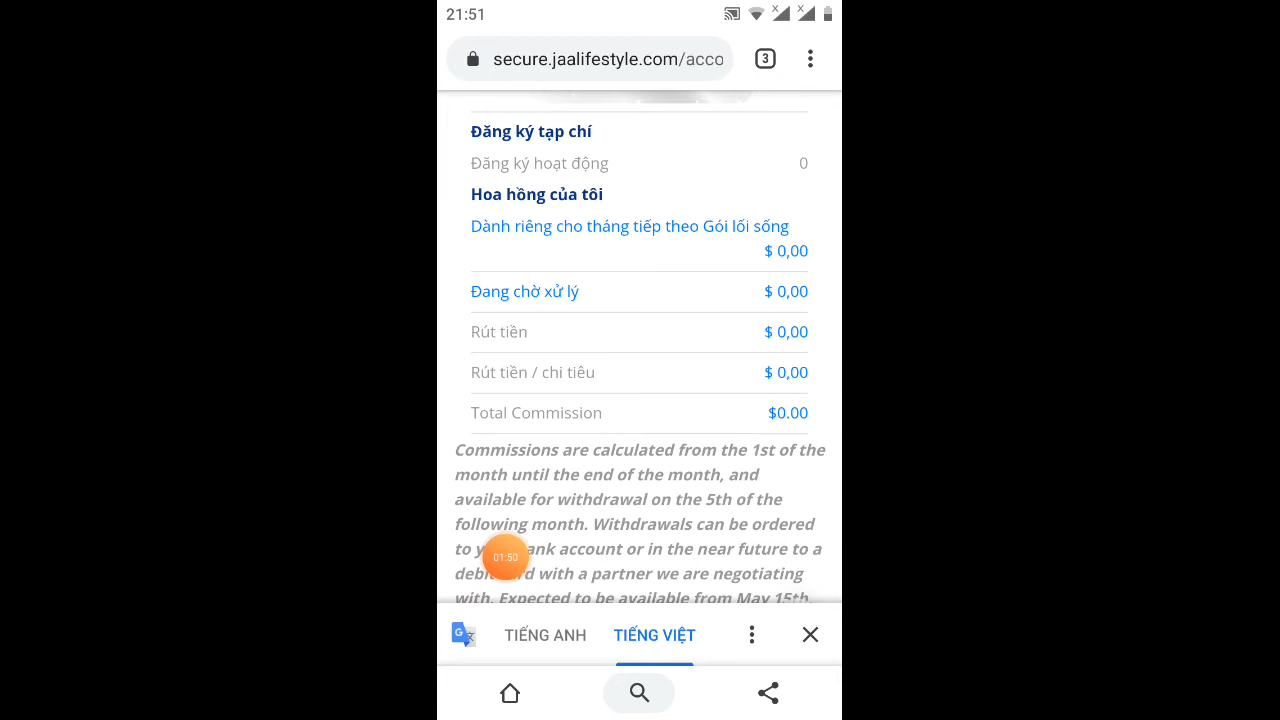 21:51
secure.jaalifestyle.com/acco
3
Đăng ký tạp chí
Đăng ký hoạt động 0
Hoa hồng của tôi
Dành riêng cho tháng tiếp theo Gói lối sống
$ 0,00
Đang chờ xử lý $ 0,00
Rút tiền $ 0,00
Rút tiền / chi tiêu $ 0,00
Total Commission $0.00
Commissions are calculated from the 1st of the
month until the end of the month, and
available for withdrawal on the 5th of the
following month. Withdrawals can be ordered
to bank account or in the near future to a
with a partner we are negotiating
with. Expected to be available from May 15th.
01:50
TIẾNG ANH TIẾNG VIỆT